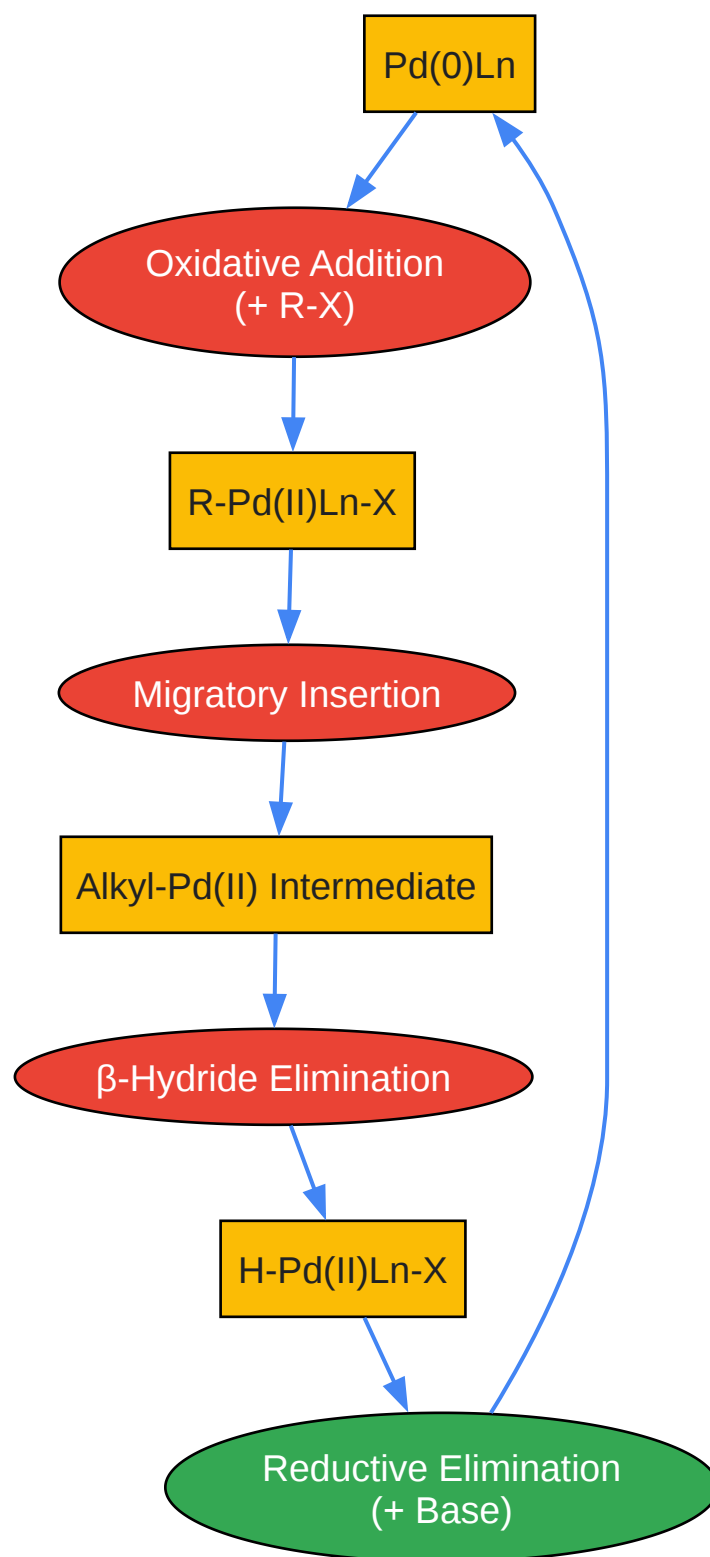 Pd(0)Ln
Oxidative Addition
(+ R-X)
R-Pd(II)Ln-X
Migratory Insertion
Alkyl-Pd(II) Intermediate
β-Hydride Elimination
H-Pd(II)Ln-X
Reductive Elimination
(+ Base)